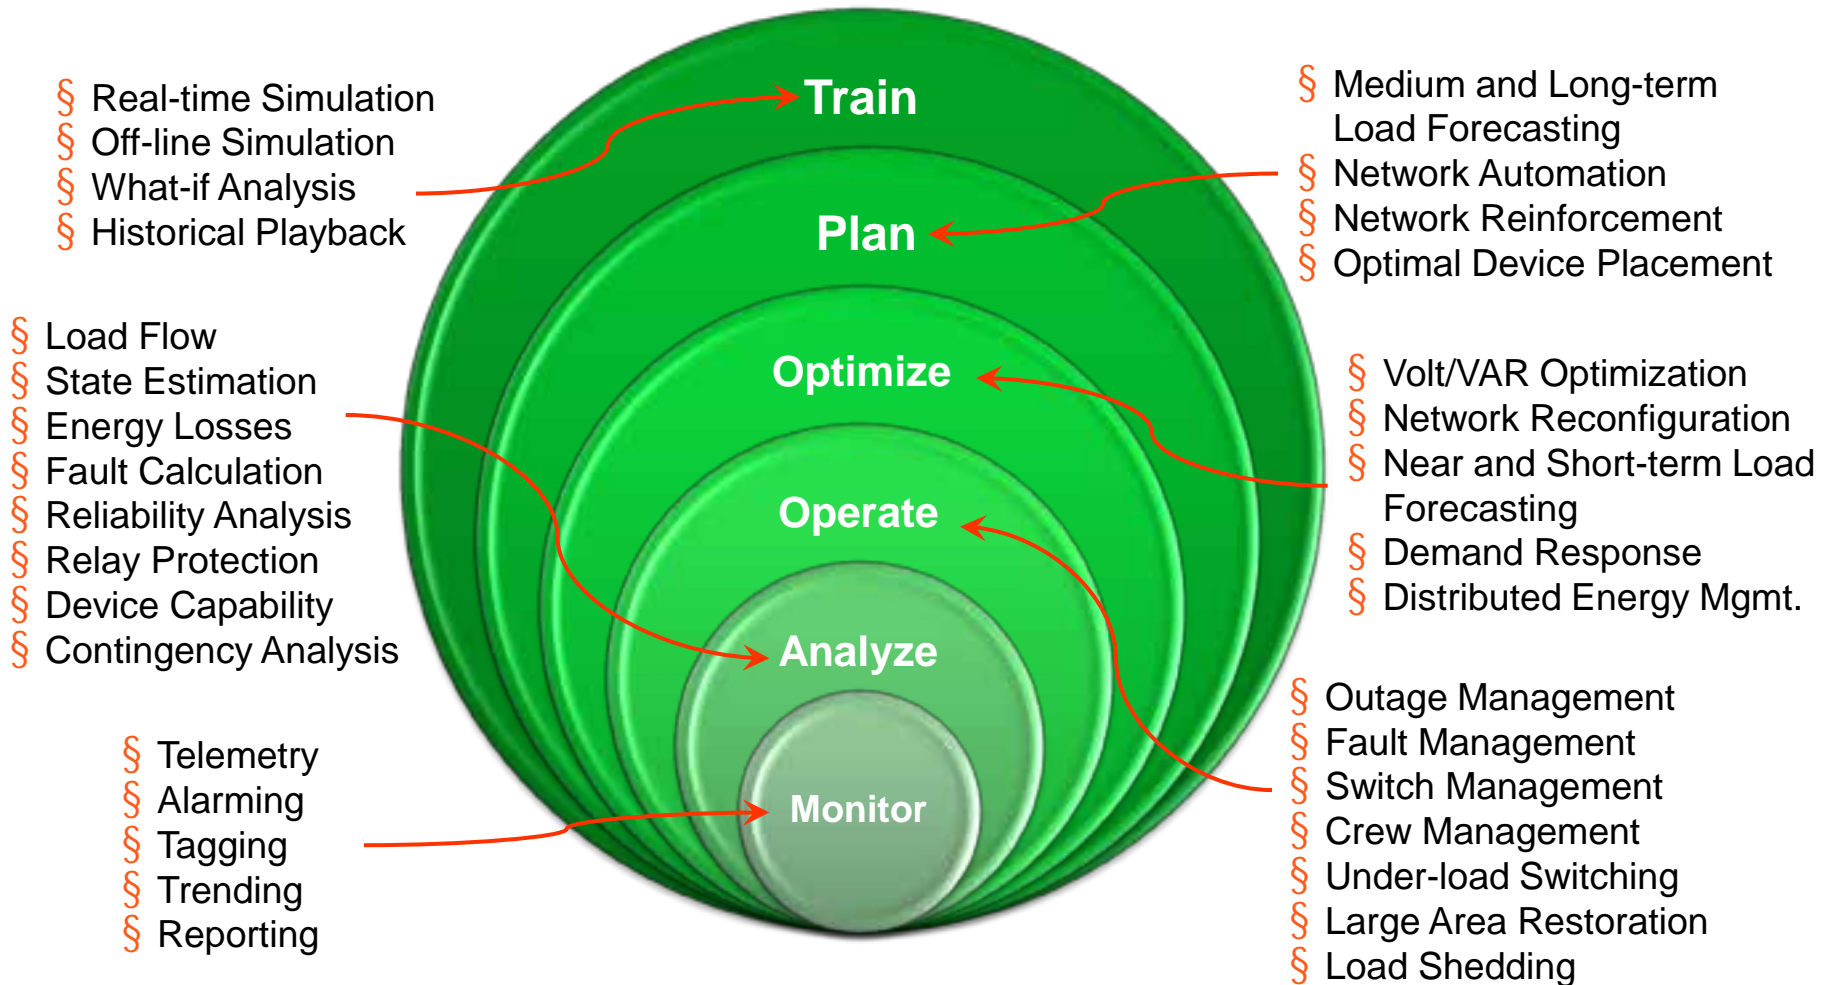 § Real-time Simulation
§ Off-line Simulation
§ What-if Analysis
§ Historical Playback
§ Load Flow
§ State Estimation
§ Energy Losses
§ Fault Calculation
§ Reliability Analysis
§ Relay Protection
§ Device Capability
§ Contingency Analysis
§ Telemetry
§ Alarming
§ Tagging
§ Trending
§ Reporting
Train
Plan
Optimize
Operate
Analyze
Monitor
§ Medium and Long-term
Load Forecasting
§ Network Automation
§ Network Reinforcement
§ Optimal Device Placement
§ Volt/VAR Optimization
§ Network Reconfiguration
§ Near and Short-term Load
Forecasting
§ Demand Response
§ Distributed Energy Mgmt.
§ Outage Management
§ Fault Management
§ Switch Management
§ Crew Management
§ Under-load Switching
§ Large Area Restoration
§ Load Shedding